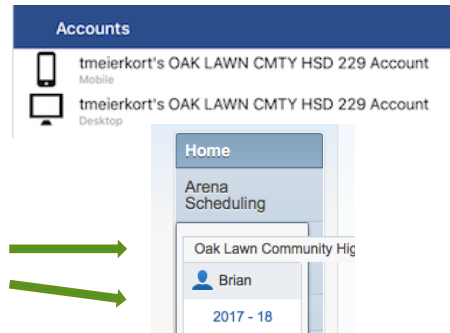 Accounts
tmeierkort's OAK LAWN CMTY HSD 229 Account
Mobile
tmeierkort's OAK LAWN CMTY HSD 229 Account
Desktop
Home
Arena
Scheduling
Oak Lawn Community Hig
Brian
2017 - 18